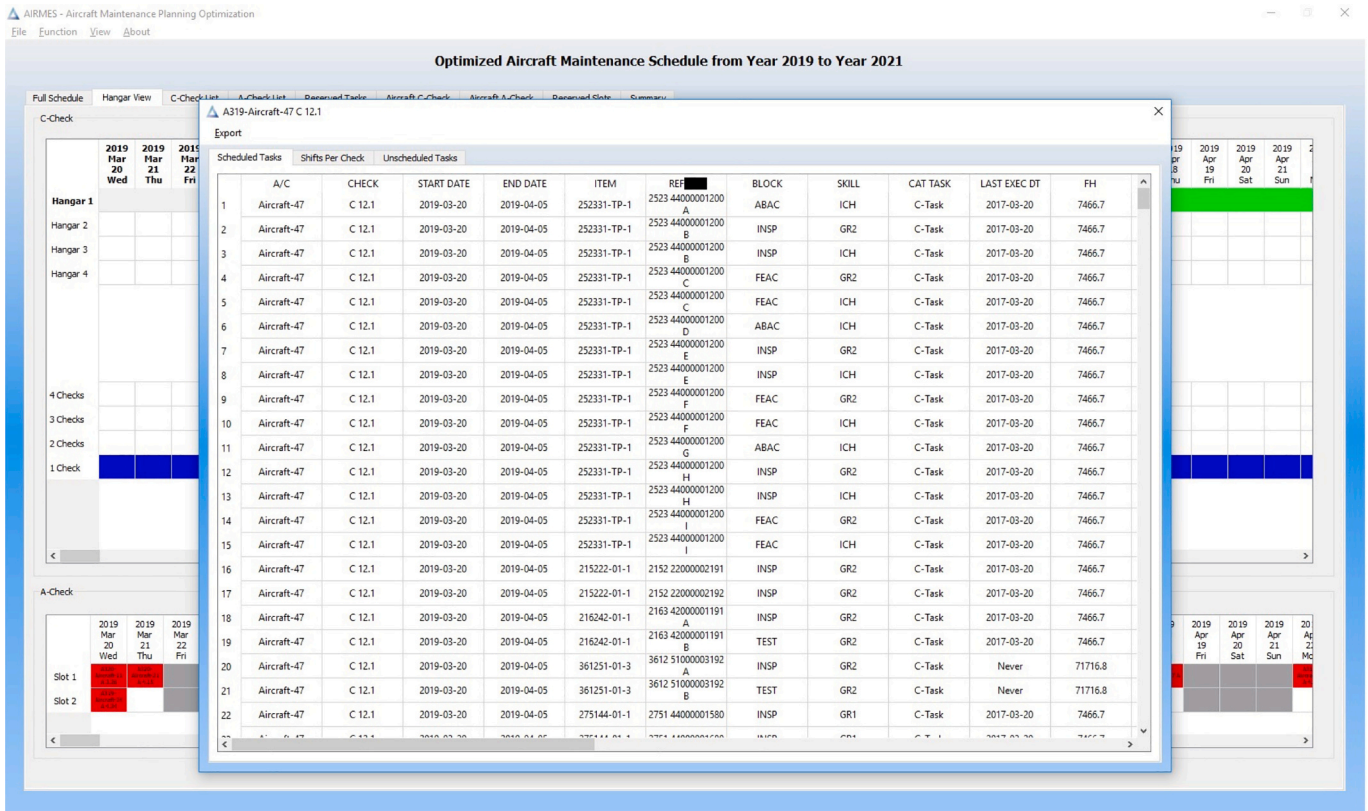 AIRMES - Aircraft Maintenance Planning Optimization
File Function View About
Optimized Aircraft Maintenance Schedule from Year 2019 to Year 2021
Full Schedule Hangar View C-Check List A-Check List Reserved Tasks Aircraft C-Check Aircraft A-Check Reserved Slots Summary
C-Check
2019 Mar 20 Wed
2019 Mar 21 Thu
2019 Mar 22 Fri
Hangar 1
Hangar 2
Hangar 3
Hangar 4
4 Checks
3 Checks
2 Checks
1 Check
2019 Apr 19 Fri
2019 Apr 20 Sat
2019 Apr 21 Sun
A319-Aircraft-47 C 12.1
Export
Scheduled Tasks Shifts Per Check Unscheduled Tasks
A/C CHECK START DATE END DATE ITEM REF BLOCK SKILL CAT TASK LAST EXEC DT FH
1 Aircraft-47 C 12.1 2019-03-20 2019-04-05 252331-TP-1 2523 44000001200 A ABAC ICH C-Task 2017-03-20 7466.7
2 Aircraft-47 C 12.1 2019-03-20 2019-04-05 252331-TP-1 2523 44000001200 B INSP GR2 C-Task 2017-03-20 7466.7
3 Aircraft-47 C 12.1 2019-03-20 2019-04-05 252331-TP-1 2523 44000001200 B INSP ICH C-Task 2017-03-20 7466.7
4 Aircraft-47 C 12.1 2019-03-20 2019-04-05 252331-TP-1 2523 44000001200 C FEAC GR2 C-Task 2017-03-20 7466.7
5 Aircraft-47 C 12.1 2019-03-20 2019-04-05 252331-TP-1 2523 44000001200 C FEAC ICH C-Task 2017-03-20 7466.7
6 Aircraft-47 C 12.1 2019-03-20 2019-04-05 252331-TP-1 2523 44000001200 D ABAC ICH C-Task 2017-03-20 7466.7
7 Aircraft-47 C 12.1 2019-03-20 2019-04-05 252331-TP-1 2523 44000001200 E INSP GR2 C-Task 2017-03-20 7466.7
8 Aircraft-47 C 12.1 2019-03-20 2019-04-05 252331-TP-1 2523 44000001200 E INSP ICH C-Task 2017-03-20 7466.7
9 Aircraft-47 C 12.1 2019-03-20 2019-04-05 252331-TP-1 2523 44000001200 F FEAC GR2 C-Task 2017-03-20 7466.7
10 Aircraft-47 C 12.1 2019-03-20 2019-04-05 252331-TP-1 2523 44000001200 F FEAC ICH C-Task 2017-03-20 7466.7
11 Aircraft-47 C 12.1 2019-03-20 2019-04-05 252331-TP-1 2523 44000001200 G ABAC ICH C-Task 2017-03-20 7466.7
12 Aircraft-47 C 12.1 2019-03-20 2019-04-05 252331-TP-1 2523 44000001200 H INSP GR2 C-Task 2017-03-20 7466.7
13 Aircraft-47 C 12.1 2019-03-20 2019-04-05 252331-TP-1 2523 44000001200 H INSP ICH C-Task 2017-03-20 7466.7
14 Aircraft-47 C 12.1 2019-03-20 2019-04-05 252331-TP-1 2523 44000001200 I FEAC GR2 C-Task 2017-03-20 7466.7
15 Aircraft-47 C 12.1 2019-03-20 2019-04-05 252331-TP-1 2523 44000001200 I FEAC ICH C-Task 2017-03-20 7466.7
16 Aircraft-47 C 12.1 2019-03-20 2019-04-05 215222-01-1 2152 22000002191 INSP GR2 C-Task 2017-03-20 7466.7
17 Aircraft-47 C 12.1 2019-03-20 2019-04-05 215222-01-1 2152 22000002192 INSP GR2 C-Task 2017-03-20 7466.7
18 Aircraft-47 C 12.1 2019-03-20 2019-04-05 216242-01-1 2163 42000001191 A INSP GR2 C-Task 2017-03-20 7466.7
19 Aircraft-47 C 12.1 2019-03-20 2019-04-05 216242-01-1 2163 42000001191 B TEST GR2 C-Task 2017-03-20 7466.7
20 Aircraft-47 C 12.1 2019-03-20 2019-04-05 361251-01-3 3612 51000003192 A INSP GR2 C-Task Never 71716.8
21 Aircraft-47 C 12.1 2019-03-20 2019-04-05 361251-01-3 3612 51000003192 B TEST GR2 C-Task Never 71716.8
22 Aircraft-47 C 12.1 2019-03-20 2019-04-05 275144-01-1 2751 44000001580 INSP GR1 C-Task 2017-03-20 7466.7
A-Check
2019 Mar 20 Wed
2019 Mar 21 Thu
2019 Mar 22 Fri
Slot 1
Slot 2
2019 Apr 19 Fri
2019 Apr 20 Sat
2019 Apr 21 Sun